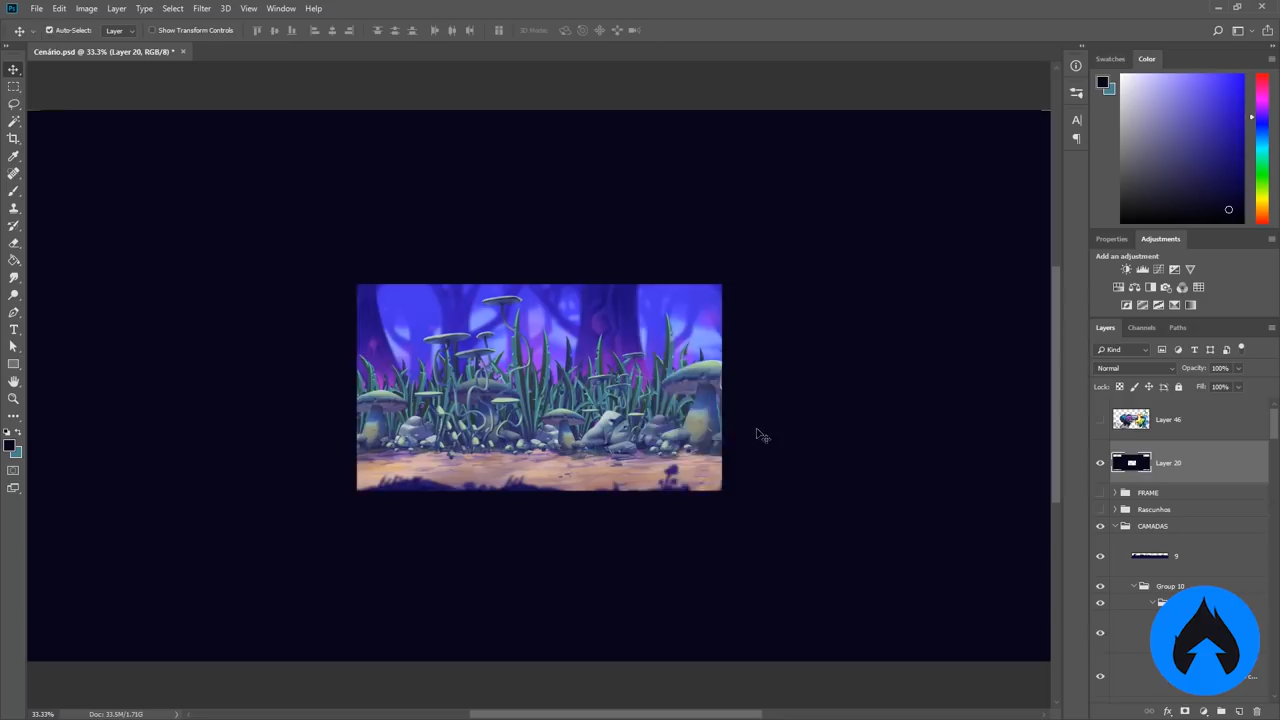 Ps File Edit Image Layer Type Select Filter 3D View Window Help
Auto-Select: Layer Show Transform Controls 3D Mode:
Cenário.psd @ 33.3% (Layer 20, RGB/8) * ×
Swatches Color
Properties Adjustments
Add an adjustment
Layers Channels Paths
Kind
Normal Opacity: 100%
Lock: Fill: 100%
Layer 46
Layer 20
FRAME
Rascunhos
CAMADAS
9
Group 10
c...
33.33% Doc: 33.5M/1.71G